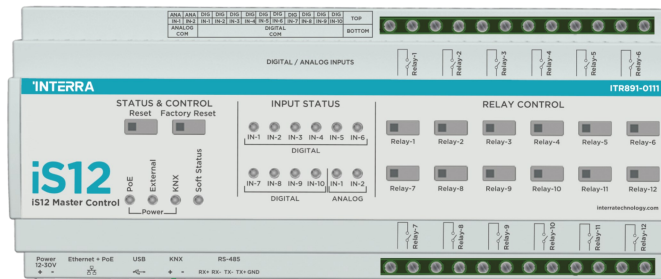 ANA ANA DIG DIG DIG DIG DIG DIG DIG DIG DIG DIG TOP
IN-1 IN-2 IN-1 IN-2 IN-3 IN-4 IN-5 IN-6 IN-7 IN-8 IN-9 IN-10
ANALOG COM DIGITAL COM BOTTOM
DIGITAL / ANALOG INPUTS
Relay-1 Relay-2 Relay-3 Relay-4 Relay-5 Relay-6
INTERRA ITR891-0111
STATUS & CONTROL INPUT STATUS RELAY CONTROL
Reset Factory Reset
IN-1 IN-2 IN-3 IN-4 IN-5 IN-6
DIGITAL
Relay-1 Relay-2 Relay-3 Relay-4 Relay-5 Relay-6
iS12
iS12 Master Control
PoE External KNX Soft Status
Power
IN-7 IN-8 IN-9 IN-10 IN-1 IN-2
DIGITAL ANALOG
Relay-7 Relay-8 Relay-9 Relay-10 Relay-11 Relay-12
interratechnology.com
Relay-7 Relay-8 Relay-9 Relay-10 Relay-11 Relay-12
Power Ethernet + PoE USB KNX RS-485
12-30V
+ - + - RX+ RX- TX- TX+ GND